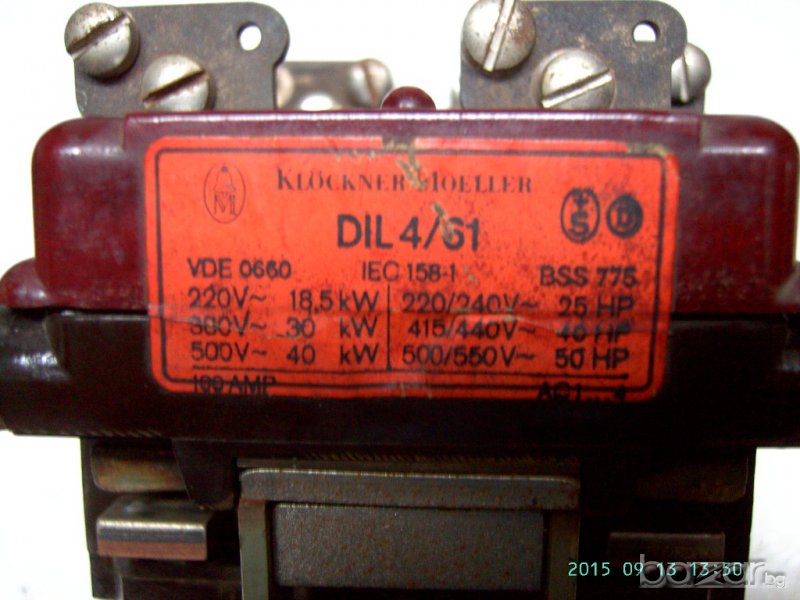 KLÖCKNER-MOELLER
M
DIL 4/61
S
D
VDE 0660 IEC 158-1 BSS 775
220V~ 18,5 kW 220/240V~ 25 HP
380V~ 30 kW 415/440V~ 40 HP
500V~ 40 kW 500/550V~ 50 HP
100 AMP
2015 09 13 13:30
bazar.bg